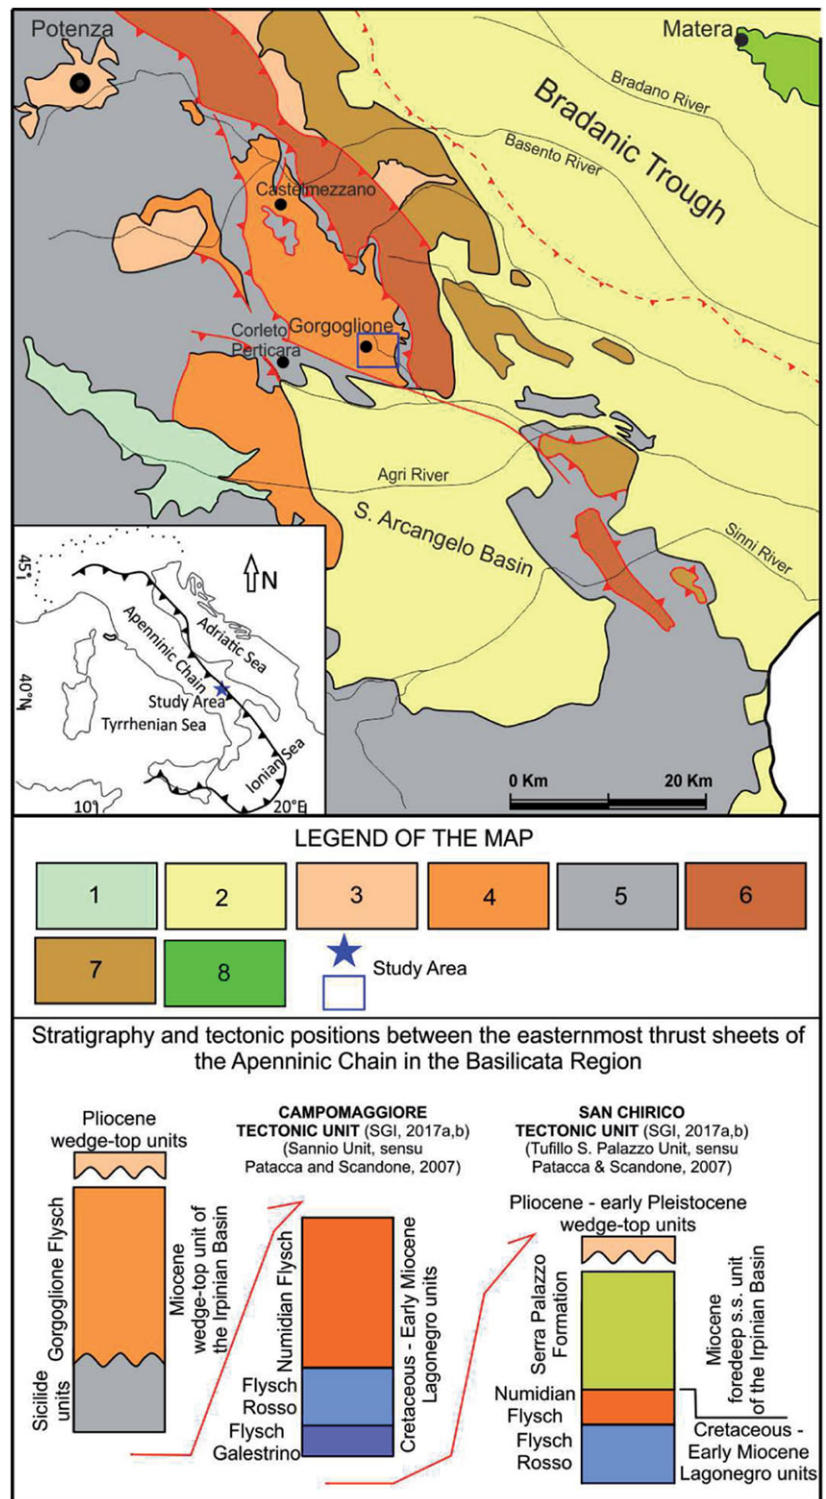 Potenza
Matera
Bradano River
Basento River
Bradanic Trough
Castelmezzano
Corleto
Perticara
Gorgoglione
Agri River
S. Arcangelo Basin
Sinni River
45°
40°N
N
Adriatic Sea
Apenninic Chain
Study Area
Tyrrhenian Sea
Ionian Sea
10°
20°E
0 Km
20 Km
LEGEND OF THE MAP
1
2
3
4
5
6
7
8
Study Area
Stratigraphy and tectonic positions between the easternmost thrust sheets of
the Apenninic Chain in the Basilicata Region
Pliocene
wedge-top units
Gorgoglione Flysch
Sicilide
units
Miocene
wedge-top unit of
the Irpinian Basin
CAMPOMAGGIORE
TECTONIC UNIT (SGI, 2017a,b)
(Sannio Unit, sensu
Patacca and Scandone, 2007)
Numidian Flysch
Flysch
Rosso
Flysch
Galestrino
Cretaceous - Early Miocene
Lagonegro units
SAN CHIRICO
TECTONIC UNIT (SGI, 2017a,b)
(Tufillo S. Palazzo Unit, sensu
Patacca & Scandone, 2007)
Pliocene - early Pleistocene
wedge-top units
Serra Palazzo
Formation
Numidian
Flysch
Flysch
Rosso
Miocene
foredeep s.s. unit
of the Irpinian Basin
Cretaceous -
Early Miocene
Lagonegro units